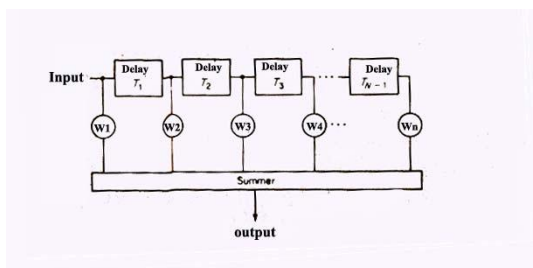 Input
Delay
T1
Delay
T2
Delay
T3
...
Delay
TN-1
W1
W2
W3
W4
...
Wn
Summer
output